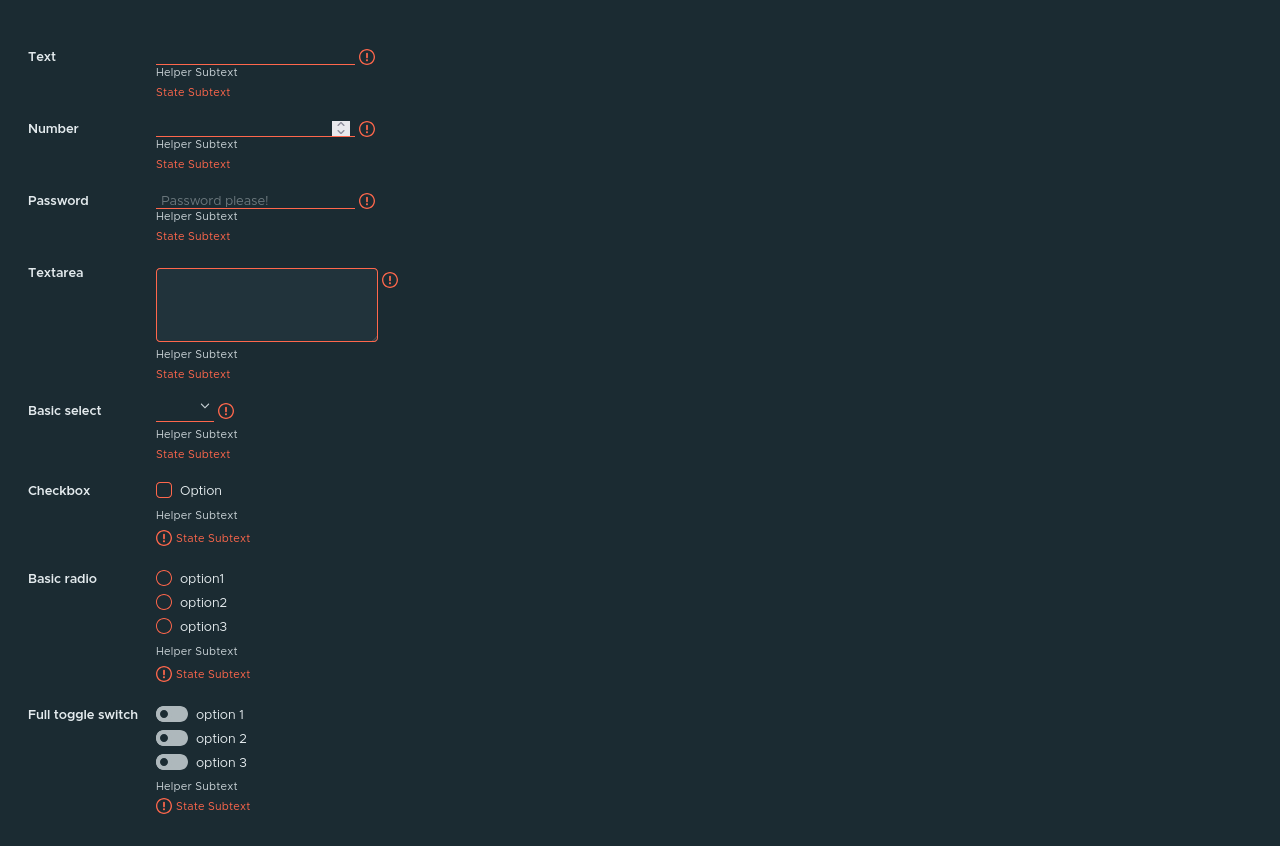 Text
Helper Subtext
State Subtext
Number
Helper Subtext
State Subtext
Password
Password please!
Helper Subtext
State Subtext
Textarea
Helper Subtext
State Subtext
Basic select
Helper Subtext
State Subtext
Checkbox
Option
Helper Subtext
State Subtext
Basic radio
option1
option2
option3
Helper Subtext
State Subtext
Full toggle switch
option 1
option 2
option 3
Helper Subtext
State Subtext